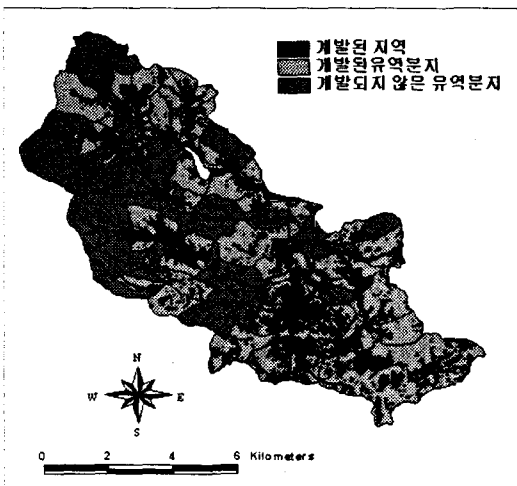 개발된 지역
개발된유역분지
개발되지 않은 유역분지
N
W E
S
0 2 4 6 Kilometers